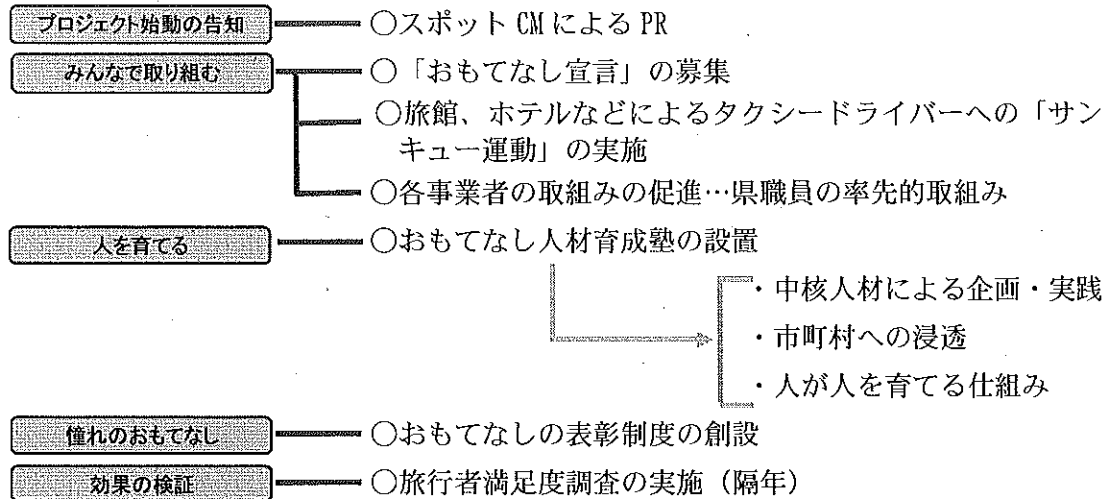 プロジェクト始動の告知 ○スポット CM による PR
みんなで取り組む ○「おもてなし宣言」の募集
○旅館、ホテルなどによるタクシードライバーへの「サン
キュー運動」の実施
○各事業者の取組みの促進…県職員の率先的取組み
人を育てる ○おもてなし人材育成塾の設置
・中核人材による企画・実践
・市町村への浸透
・人が人を育てる仕組み
憧れのおもてなし ○おもてなしの表彰制度の創設
効果の検証 ○旅行者満足度調査の実施（隔年）